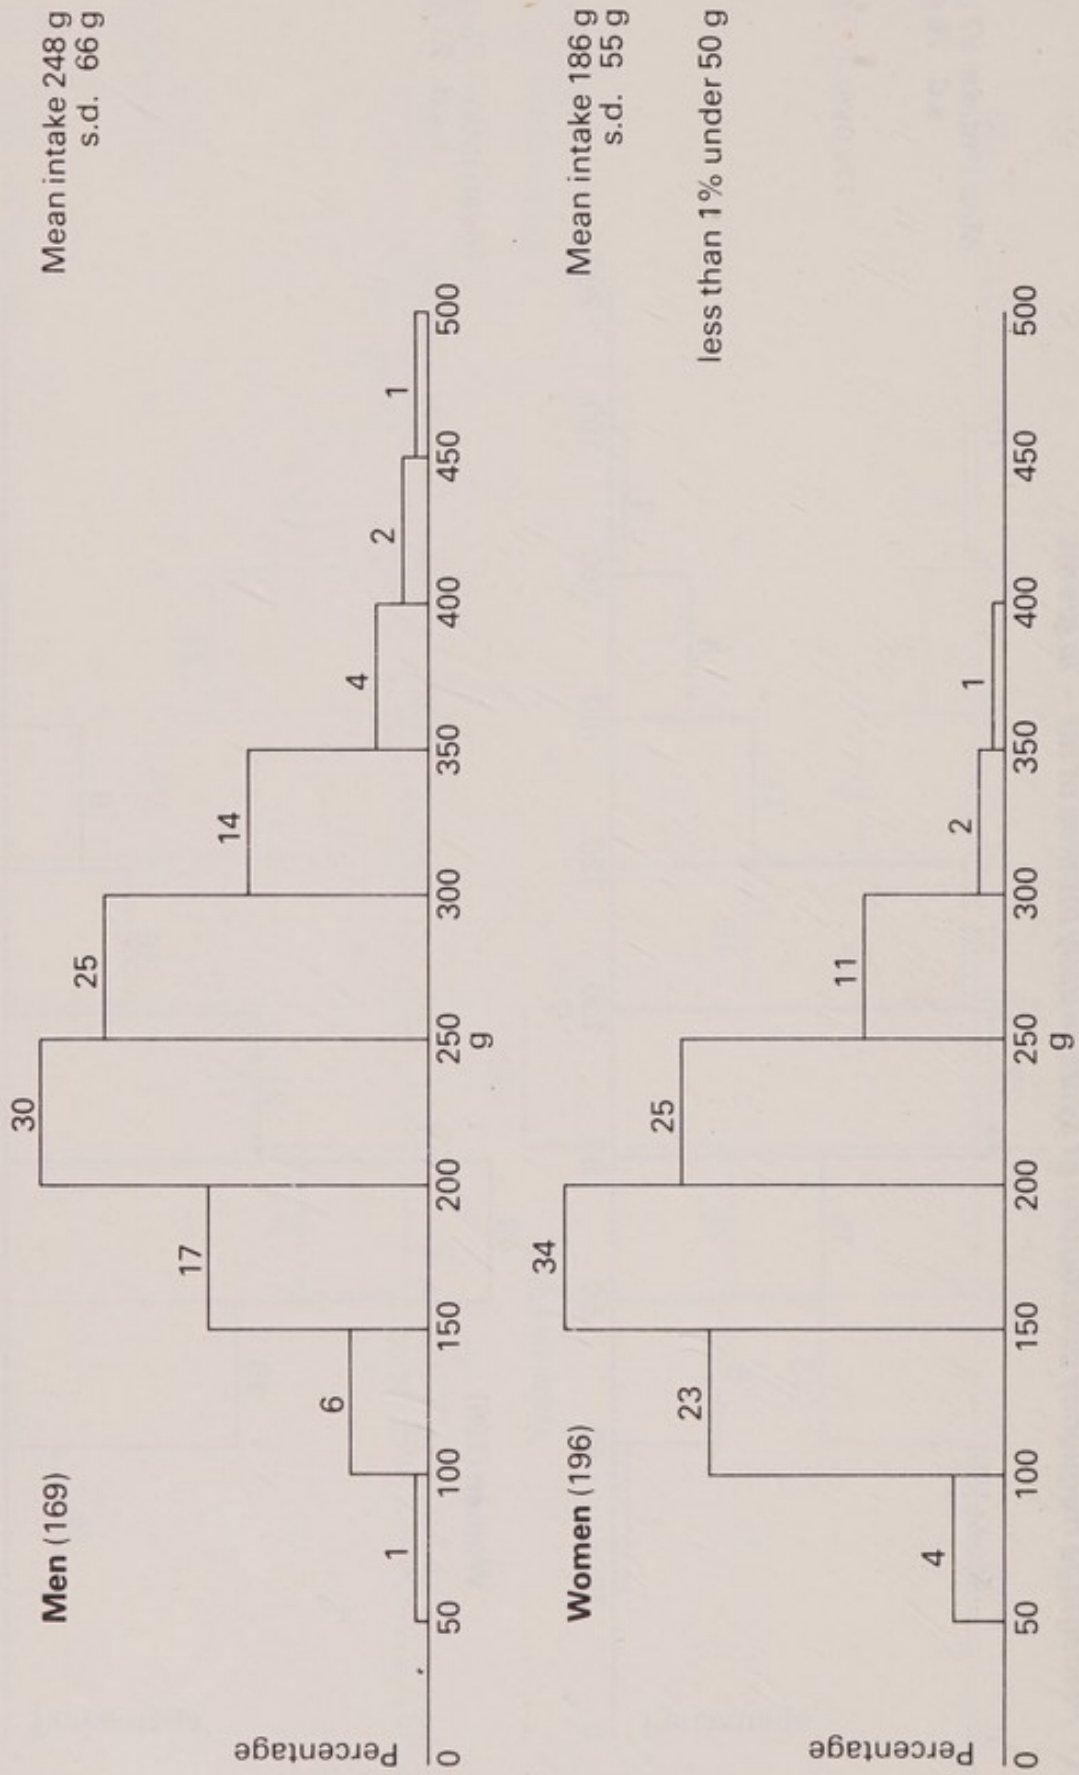 Men (169)
Mean intake 248 g
s.d. 66 g
Percentage
1
6
17
30
25
14
4
2
1
0 50 100 150 200 250 300 350 400 450 500
g
Women (196)
Mean intake 186 g
s.d. 55 g
less than 1% under 50 g
Percentage
4
23
34
25
11
2
1
0 50 100 150 200 250 300 350 400 450 500
g